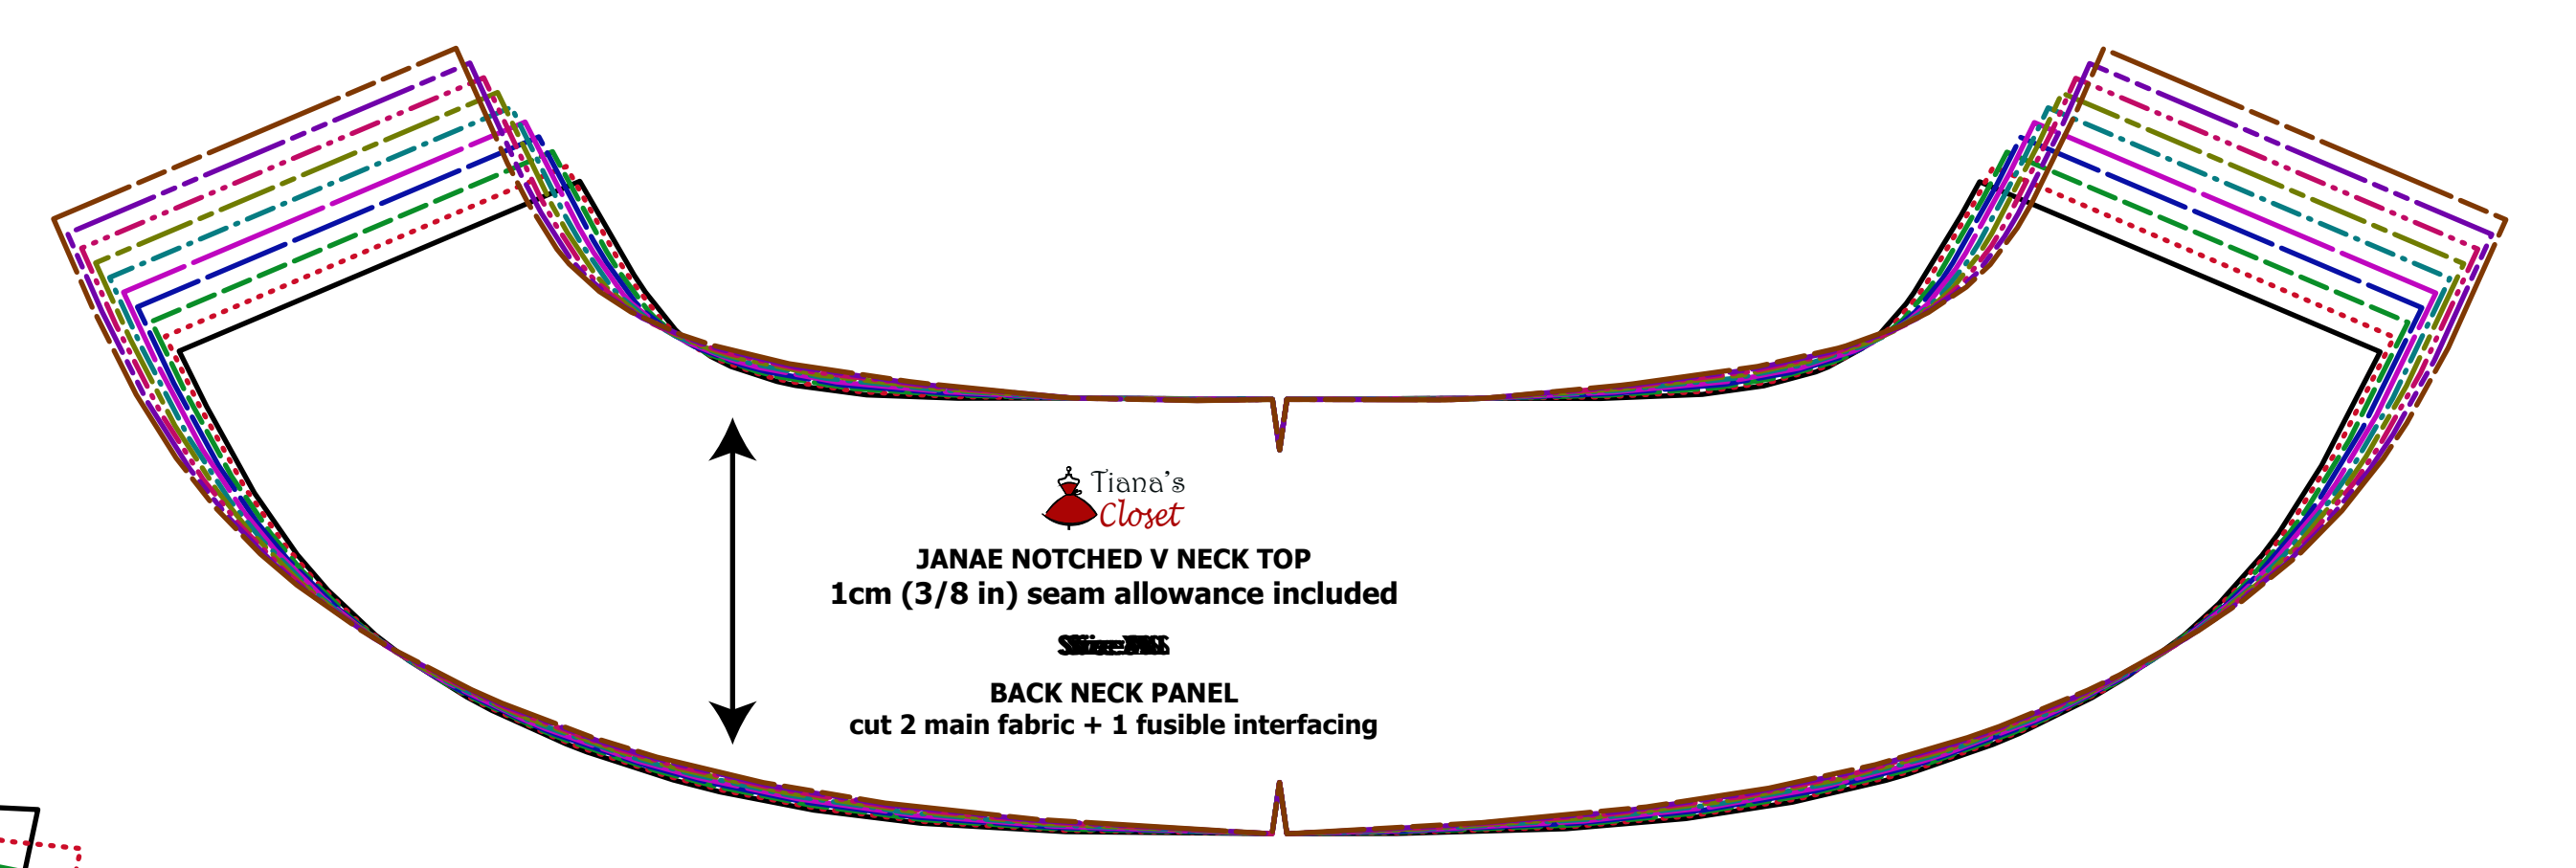 Tiana's
Closet
JANAE NOTCHED V NECK TOP
1cm (3/8 in) seam allowance included
BACK NECK PANEL
cut 2 main fabric + 1 fusible interfacing